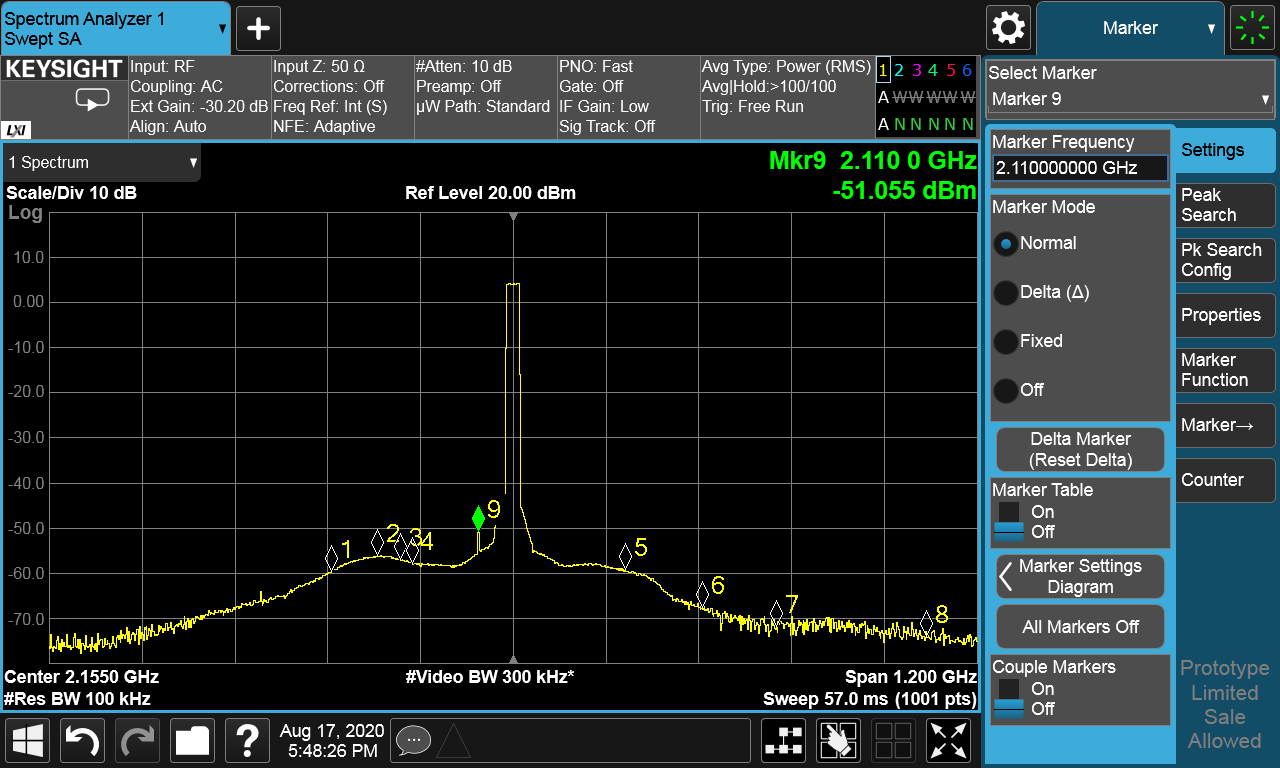 Spectrum Analyzer 1
Swept SA
Marker
KEYSIGHT
LXI
Input: RF
Coupling: AC
Ext Gain: -30.20 dB
Align: Auto
Input Z: 50 Ω
Corrections: Off
Freq Ref: Int (S)
NFE: Adaptive
#Atten: 10 dB
Preamp: Off
µW Path: Standard
PNO: Fast
Gate: Off
IF Gain: Low
Sig Track: Off
Avg Type: Power (RMS)
Avg|Hold:>100/100
Trig: Free Run
1 2 3 4 5 6
A W W W W W
A N N N N N
1 Spectrum
Mkr9 2.110 0 GHz
-51.055 dBm
Scale/Div 10 dB
Ref Level 20.00 dBm
Log
10.0
0.00
-10.0
-20.0
-30.0
-40.0
-50.0
-60.0
-70.0
1
2
3
4
9
5
6
7
8
Center 2.1550 GHz
#Video BW 300 kHz*
Span 1.200 GHz
#Res BW 100 kHz
Sweep 57.0 ms (1001 pts)
Aug 17, 2020
5:48:26 PM
Select Marker
Marker 9
Marker Frequency
2.110000000 GHz
Marker Mode
Normal
Delta (Δ)
Fixed
Off
Delta Marker
(Reset Delta)
Marker Table
On
Off
Marker Settings
Diagram
All Markers Off
Couple Markers
On
Off
Settings
Peak
Search
Pk Search
Config
Properties
Marker
Function
Marker→
Counter
Prototype
Limited
Sale
Allowed